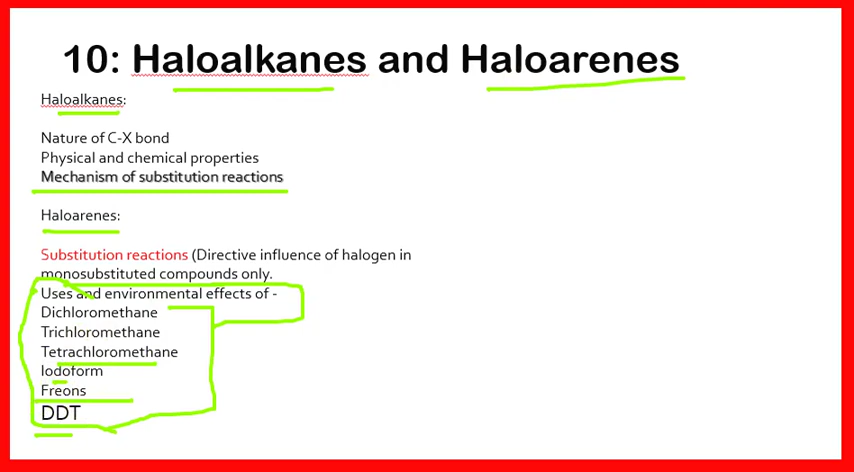 10: Haloalkanes and Haloarenes
Haloalkanes:
Nature of C-X bond
Physical and chemical properties
Mechanism of substitution reactions
Haloarenes:
Substitution reactions (Directive influence of halogen in
monosubstituted compounds only.
Uses and environmental effects of -
Dichloromethane
Trichloromethane
Tetrachloromethane
Iodoform
Freons
DDT